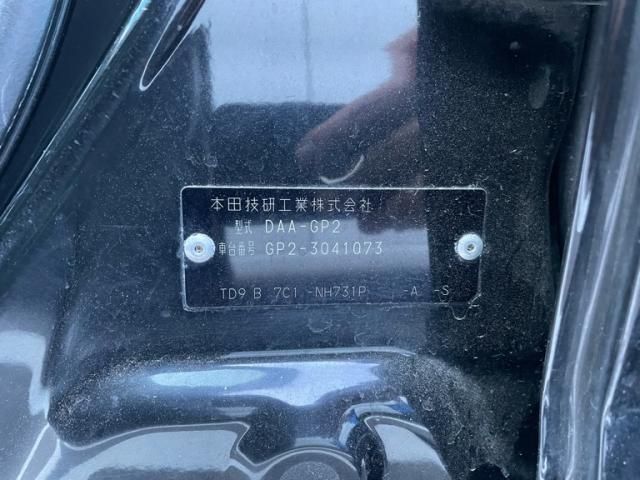 本田技研工業株式会社
型式 DAA-GP2
車台番号 GP2-3041073
TD9 B 7C1 -NH731P -A -S